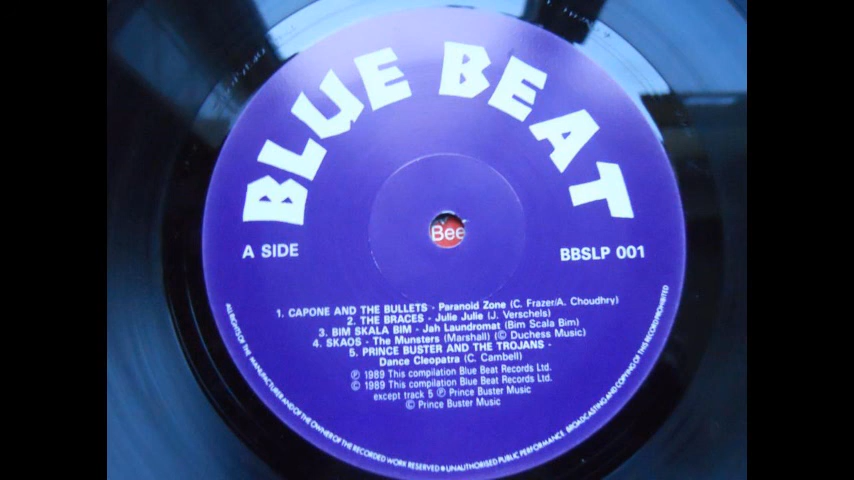 BLUE BEAT
Bee
A SIDE
BBSLP 001
1. CAPONE AND THE BULLETS - Paranoid Zone (C. Frazer/A. Choudhry)
2. THE BRACES - Julie Julie (J. Verschels)
3. BIM SKALA BIM - Jah Laundromat (Bim Scala Bim)
4. SKAOS - The Munsters (Marshall) (© Duchess Music)
5. PRINCE BUSTER AND THE TROJANS -
Dance Cleopatra (C. Cambell)
℗ 1989 This compilation Blue Beat Records Ltd.
© 1989 This compilation Blue Beat Records Ltd.
except track 5 ℗ Prince Buster Music
© Prince Buster Music
ALL RIGHTS OF THE MANUFACTURER AND OF THE OWNER OF THE RECORDED WORK RESERVED • UNAUTHORISED PUBLIC PERFORMANCE BROADCASTING AND COPYING OF THIS RECORD PROHIBITED